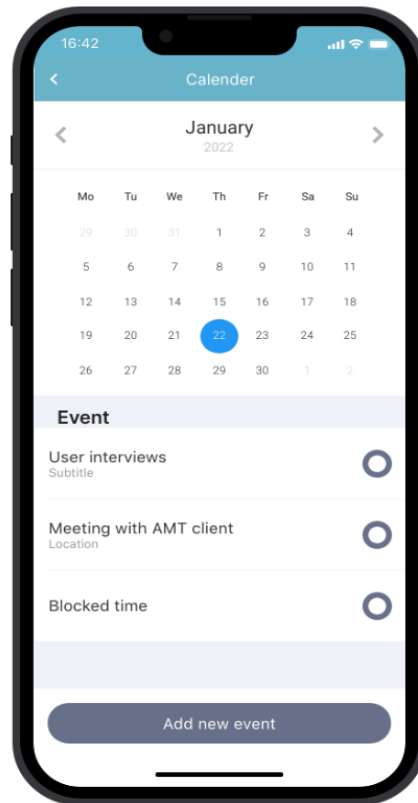 16:42
Calender
January
2022
Mo Tu We Th Fr Sa Su
29 30 31 1 2 3 4
5 6 7 8 9 10 11
12 13 14 15 16 17 18
19 20 21 22 23 24 25
26 27 28 29 30 1 2
Event
User interviews
Subtitle
Meeting with AMT client
Location
Blocked time
Add new event